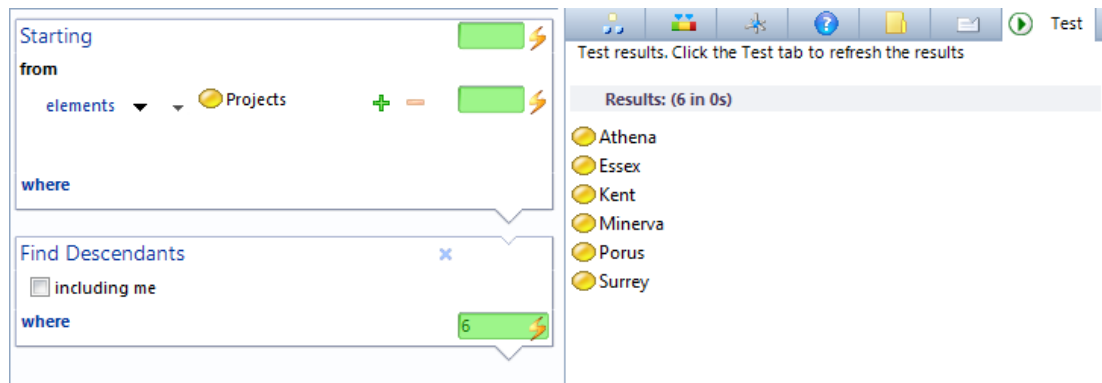 Starting
from
elements
Projects
where
Find Descendants
including me
where
6
Test
Test results. Click the Test tab to refresh the results
Results: (6 in 0s)
Athena
Essex
Kent
Minerva
Porus
Surrey